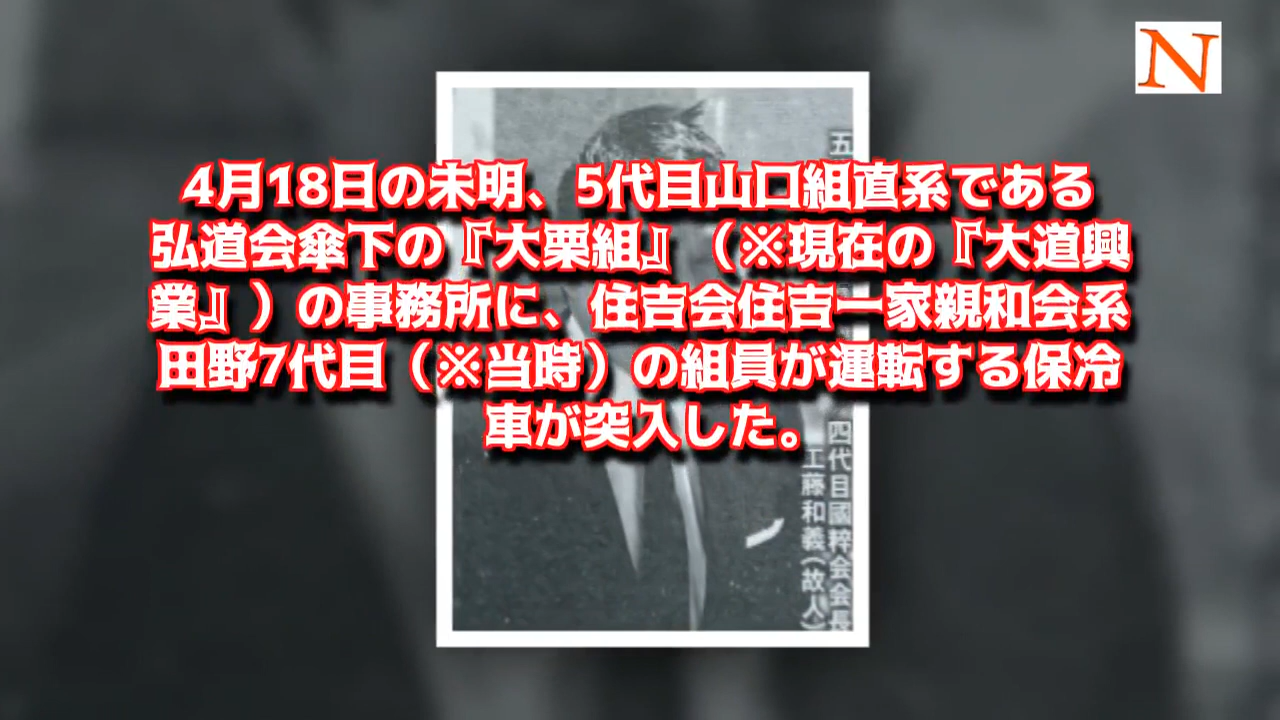 N
4月18日の未明、5代目山口組直系である
弘道会傘下の『大栗組』（※現在の『大道興
業』）の事務所に、住吉会住吉一家親和会系
田野7代目（※当時）の組員が運転する保冷
車が突入した。
五
四代目國粹会会長
工藤和義（故人）